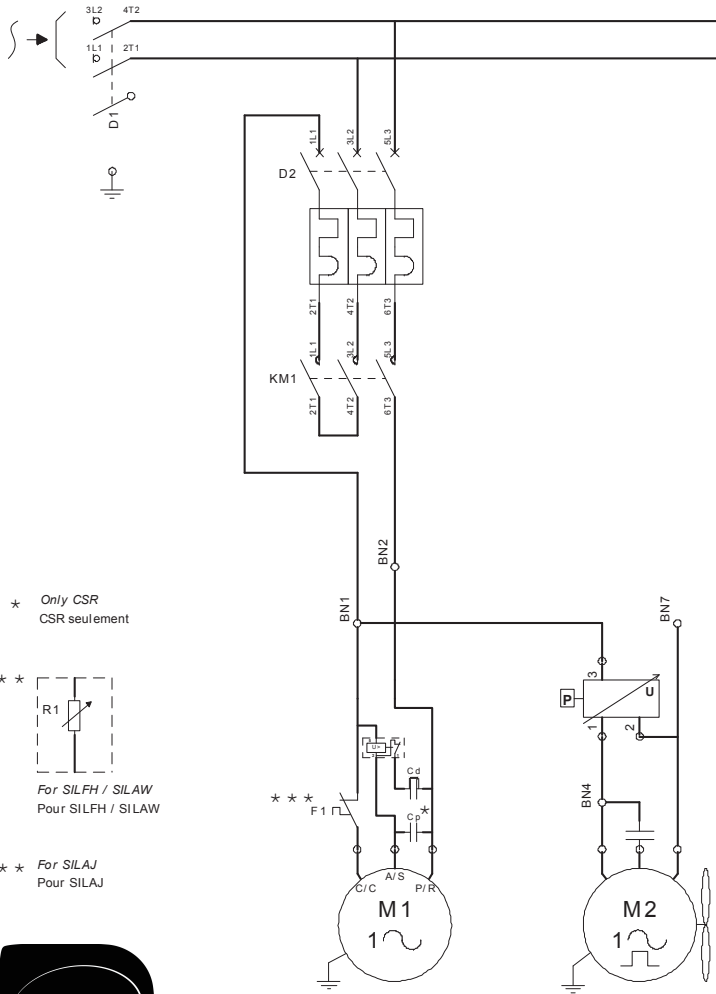 3L2 4T2
1L1 2T1
D1
1L1 3L2 5L3
D2
2T1 4T2 6T3
1L1 3L2 5L3
KM1
2T1 4T2 6T3
BN2
BN1
BN7
* Only CSR
CSR seulement
3
P U
1 2
** 
R1
For SILFH / SILAW
Pour SILFH / SILAW
Cd
BN4
***
F1
Cp*
** For SILAJ
Pour SILAJ
C/C A/S P/R
M1
1
M2
1